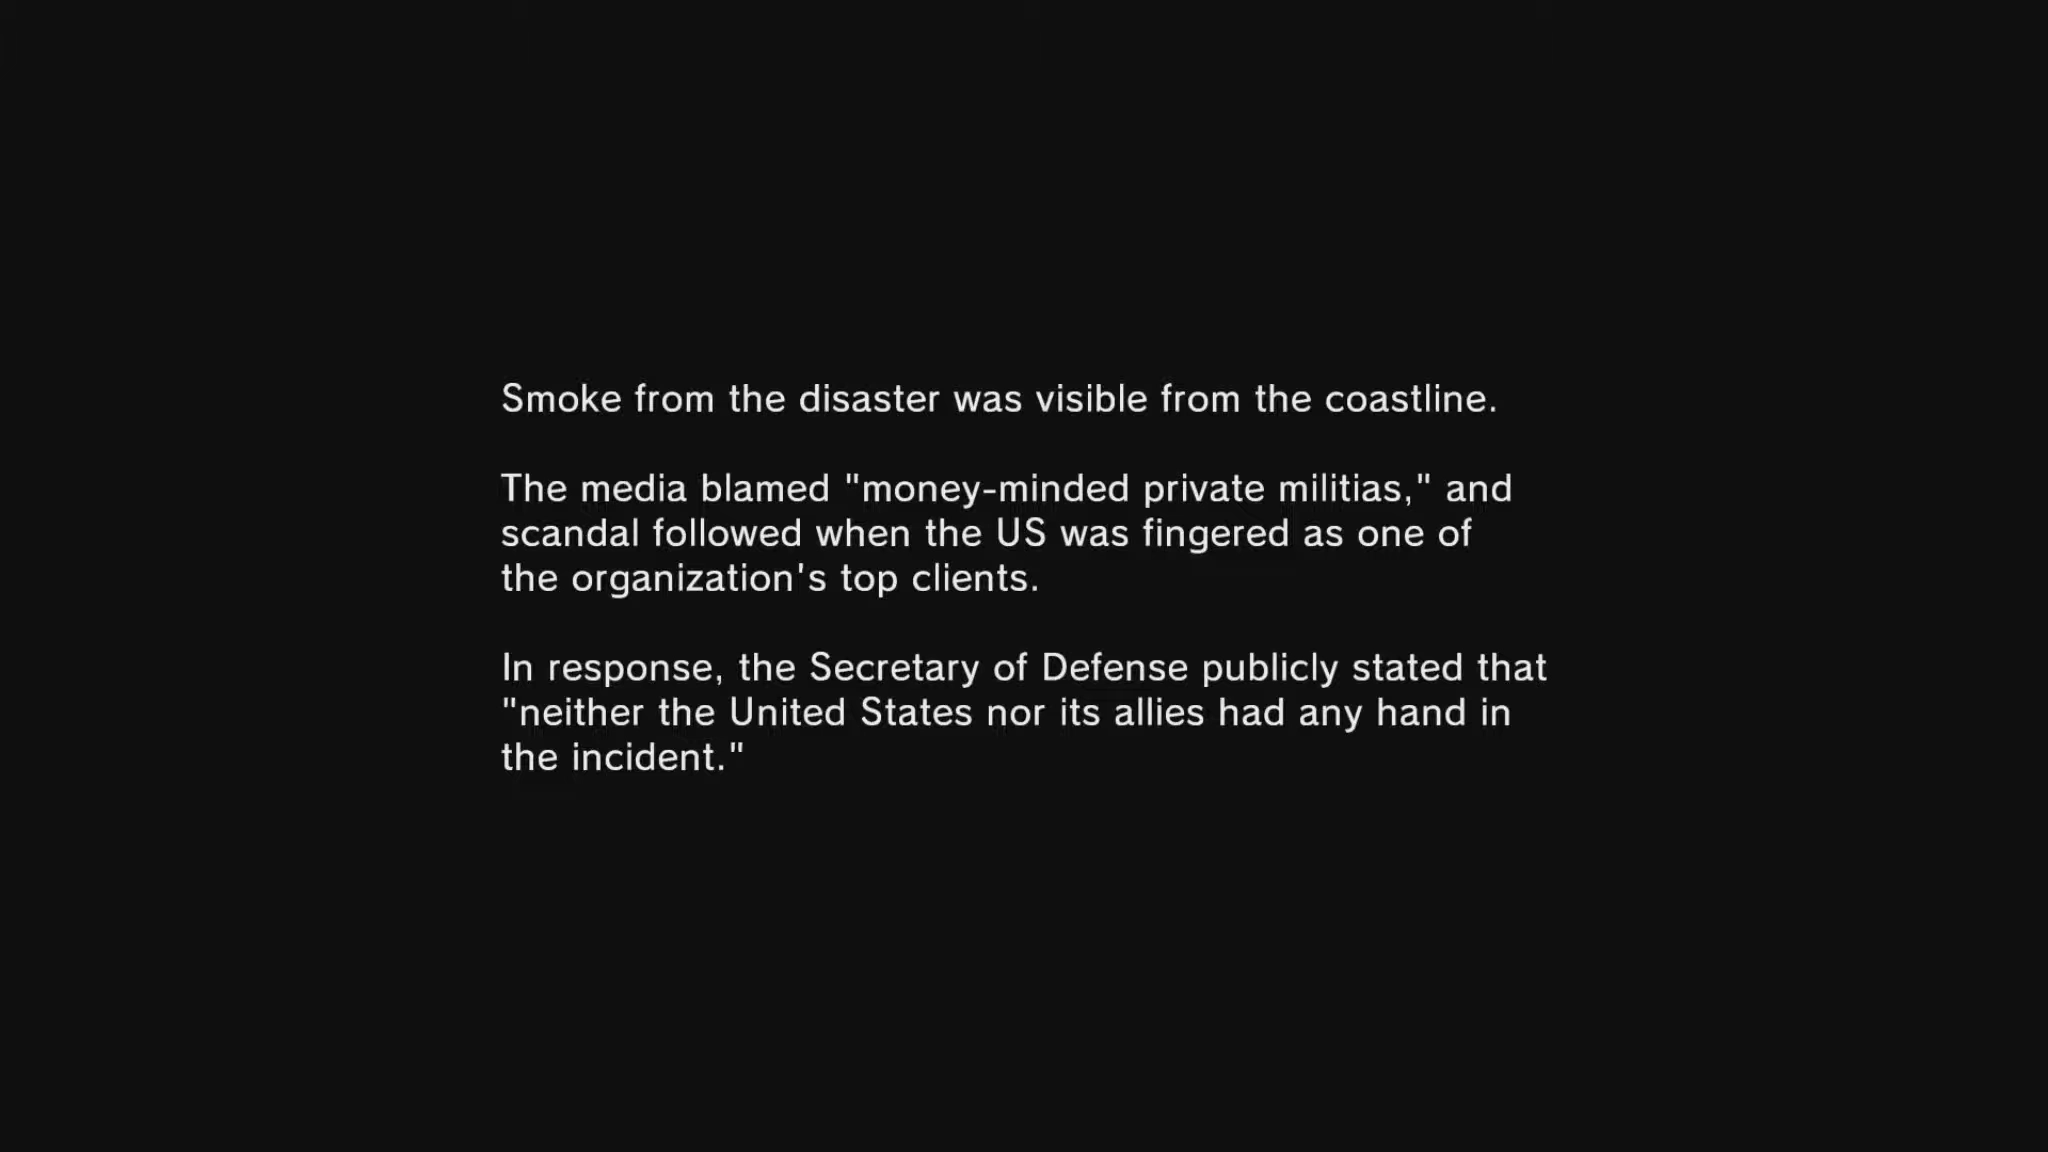 Smoke from the disaster was visible from the coastline.
The media blamed "money-minded private militias," and
scandal followed when the US was fingered as one of
the organization's top clients.
In response, the Secretary of Defense publicly stated that
"neither the United States nor its allies had any hand in
the incident."